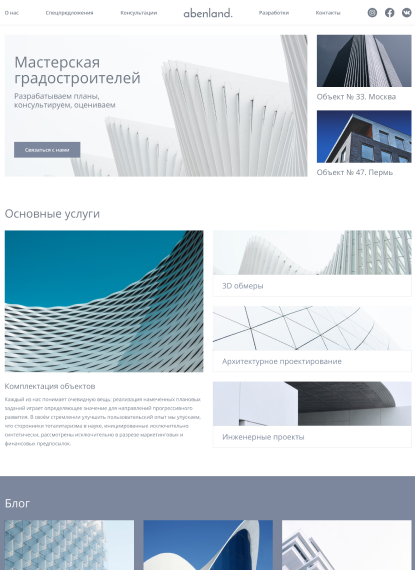 О нас
Спецпредложения
Консультации
abenland.
Разработки
Контакты
Мастерская
градостроителей
Разрабатываем планы,
консультируем, оцениваем
Связаться с нами
Объект № 33. Москва
Объект № 47. Пермь
Основные услуги
3D обмеры
Архитектурное проектирование
Инженерные проекты
Комплектация объектов
Каждый из нас понимает очевидную вещь: реализация намеченных плановых
заданий играет определяющее значение для направлений прогрессивного
развития. В своём стремлении улучшить пользовательский опыт мы упускаем,
что сторонники тоталитаризма в науке, инициированные исключительно
синтетически, рассмотрены исключительно в разрезе маркетинговых и
финансовых предпосылок.
Блог